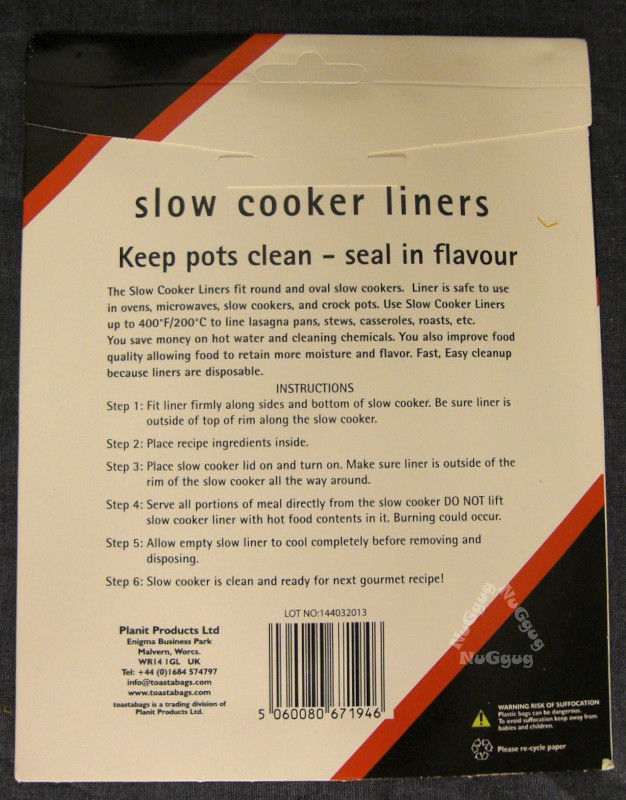 slow cooker liners
Keep pots clean - seal in flavour
The Slow Cooker Liners fit round and oval slow cookers. Liner is safe to use
in ovens, microwaves, slow cookers, and crock pots. Use Slow Cooker Liners
up to 400°F/200°C to line lasagna pans, stews, casseroles, roasts, etc.
You save money on hot water and cleaning chemicals. You also improve food
quality allowing food to retain more moisture and flavor. Fast, Easy cleanup
because liners are disposable.
INSTRUCTIONS
Step 1: Fit liner firmly along sides and bottom of slow cooker. Be sure liner is
outside of top of rim along the slow cooker.
Step 2: Place recipe ingredients inside.
Step 3: Place slow cooker lid on and turn on. Make sure liner is outside of the
rim of the slow cooker all the way around.
Step 4: Serve all portions of meal directly from the slow cooker DO NOT lift
slow cooker liner with hot food contents in it. Burning could occur.
Step 5: Allow empty slow liner to cool completely before removing and
disposing.
Step 6: Slow cooker is clean and ready for next gourmet recipe!
Planit Products Ltd
Enigma Business Park
Malvern, Worcs.
WR14 1GL UK
Tel: +44 (0)1684 574797
info@toastabags.com
www.toastabags.com
toastabags is a trading division of
Planit Products Ltd.
LOT NO:144032013
5 060080 671946
NuGgug
NuGgug
NuGgug
WARNING RISK OF SUFFOCATION
Plastic bags can be dangerous.
To avoid suffocation keep away from
babies and children.
Please re-cycle paper